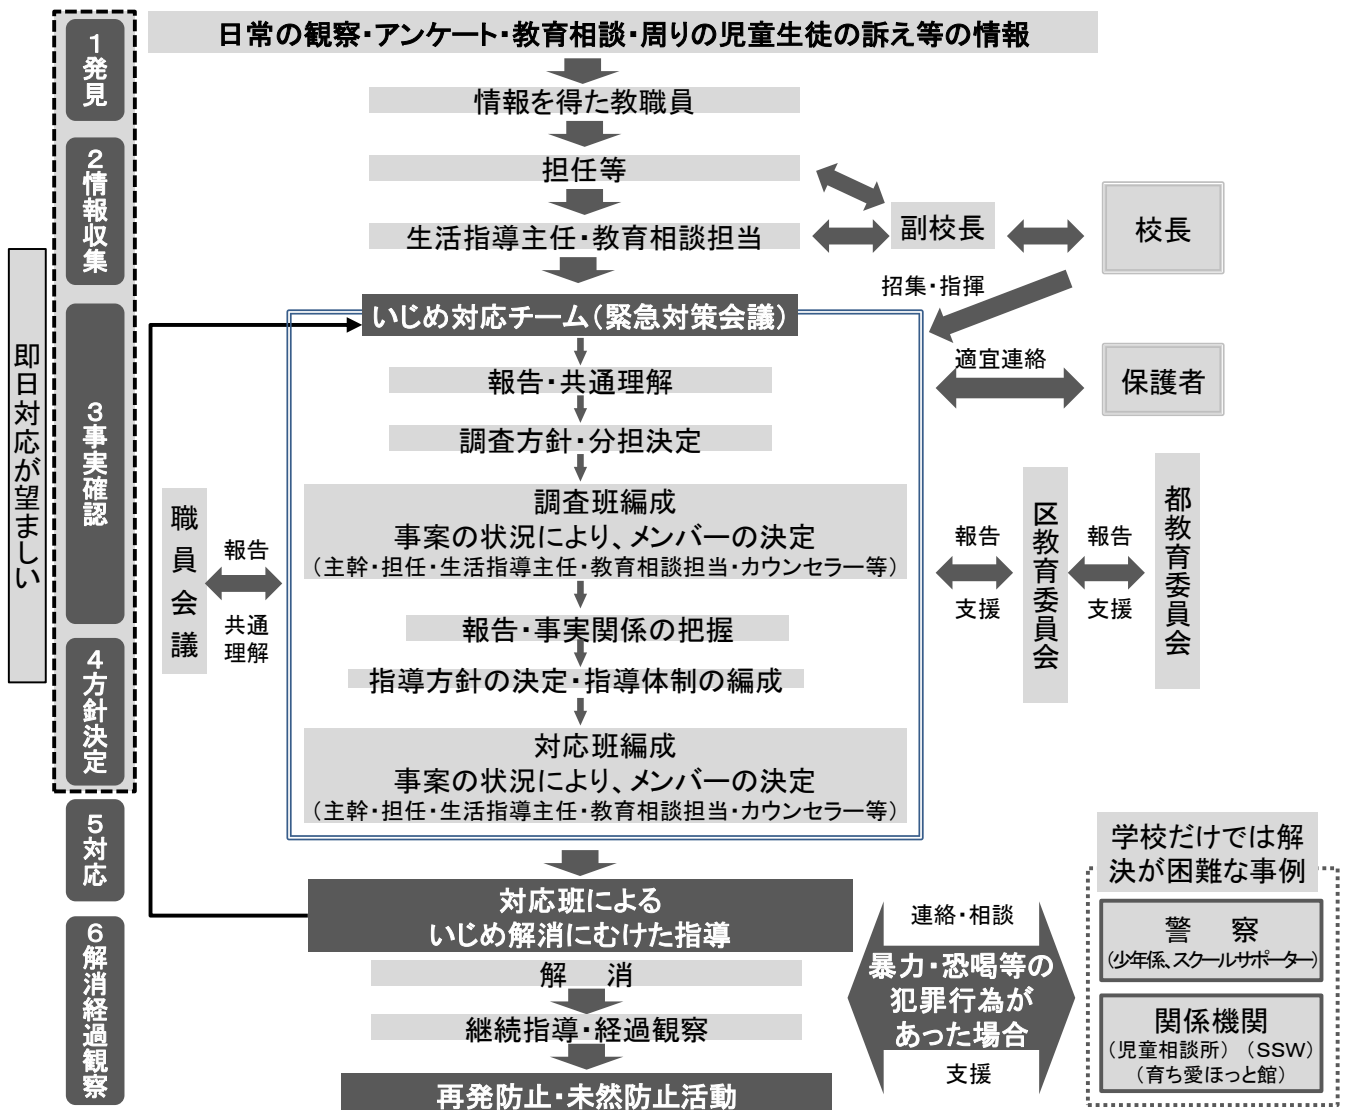 日常の観察・アンケート・教育相談・周りの児童生徒の訴え等の情報
1発見
情報を得た教職員
2情報収集
担任等
生活指導主任・教育相談担当
副校長
校長
招集・指揮
即日対応が望ましい
3事実確認
いじめ対応チーム(緊急対策会議)
適宜連絡
保護者
報告・共通理解
調査方針・分担決定
調査班編成
事案の状況により、メンバーの決定
(主幹・担任・生活指導主任・教育相談担当・カウンセラー等)
職員会議
報告
共通
理解
報告
支援
区教育委員会
報告
支援
都教育委員会
報告・事実関係の把握
4方針決定
指導方針の決定・指導体制の編成
対応班編成
事案の状況により、メンバーの決定
(主幹・担任・生活指導主任・教育相談担当・カウンセラー等)
5対応
対応班による
いじめ解消にむけた指導
6解消経過観察
解 消
継続指導・経過観察
再発防止・未然防止活動
連絡・相談
暴力・恐喝等の
犯罪行為が
あった場合
支援
学校だけでは解
決が困難な事例
警 察
(少年係、スクールサポーター)
関係機関
(児童相談所) (SSW)
(育ち愛ほっと館)